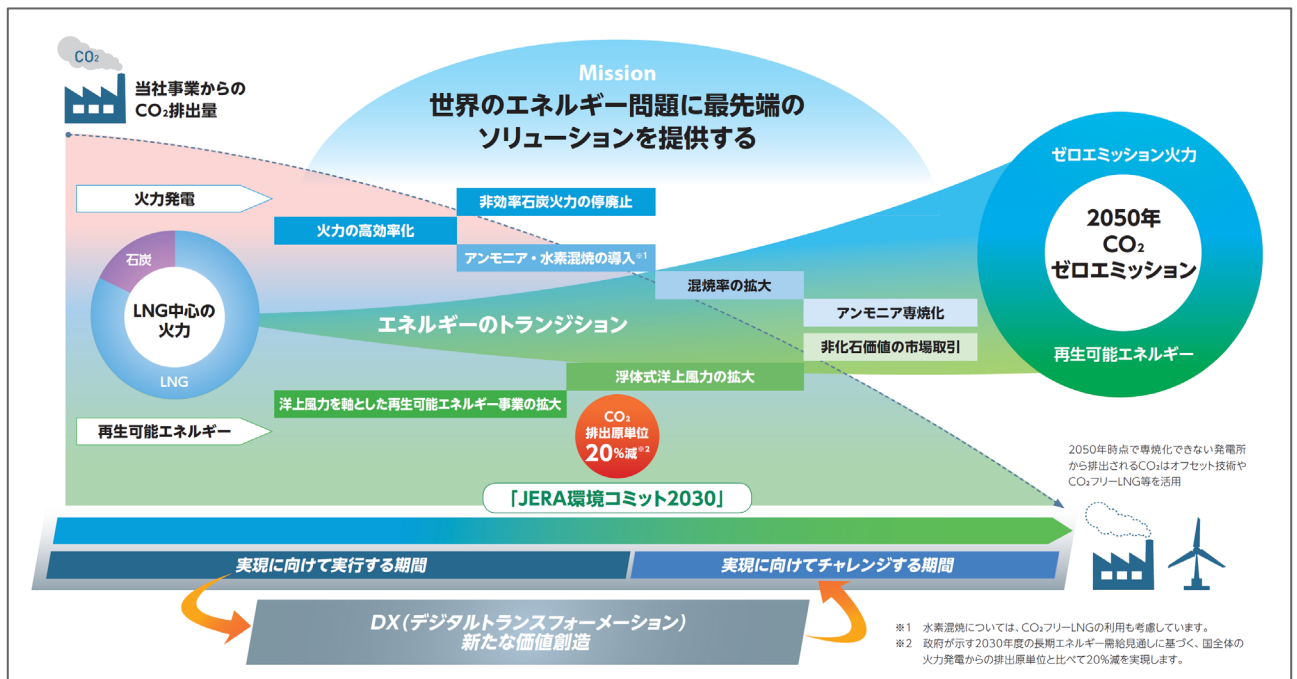 CO₂
当社事業からの
CO₂排出量
Mission
世界のエネルギー問題に最先端の
ソリューションを提供する
火力発電
火力の高効率化
非効率石炭火力の停廃止
アンモニア・水素混焼の導入※1
混焼率の拡大
アンモニア専焼化
非化石価値の市場取引
石炭
LNG中心の
火力
LNG
エネルギーのトランジション
浮体式洋上風力の拡大
洋上風力を軸とした再生可能エネルギー事業の拡大
再生可能エネルギー
CO₂
排出原単位
20%減※2
「JERA環境コミット2030」
ゼロエミッション火力
2050年
CO₂
ゼロエミッション
再生可能エネルギー
2050年時点で専焼化できない発電所
から排出されるCO₂はオフセット技術や
CO₂フリーLNG等を活用
実現に向けて実行する期間
実現に向けてチャレンジする期間
DX（デジタルトランスフォーメーション）
新たな価値創造
※1 水素混焼については、CO₂フリーLNGの利用も考慮しています。
※2 政府が示す2030年度の長期エネルギー需給見通しに基づく、国全体の
火力発電からの排出原単位と比べて20%減を実現します。